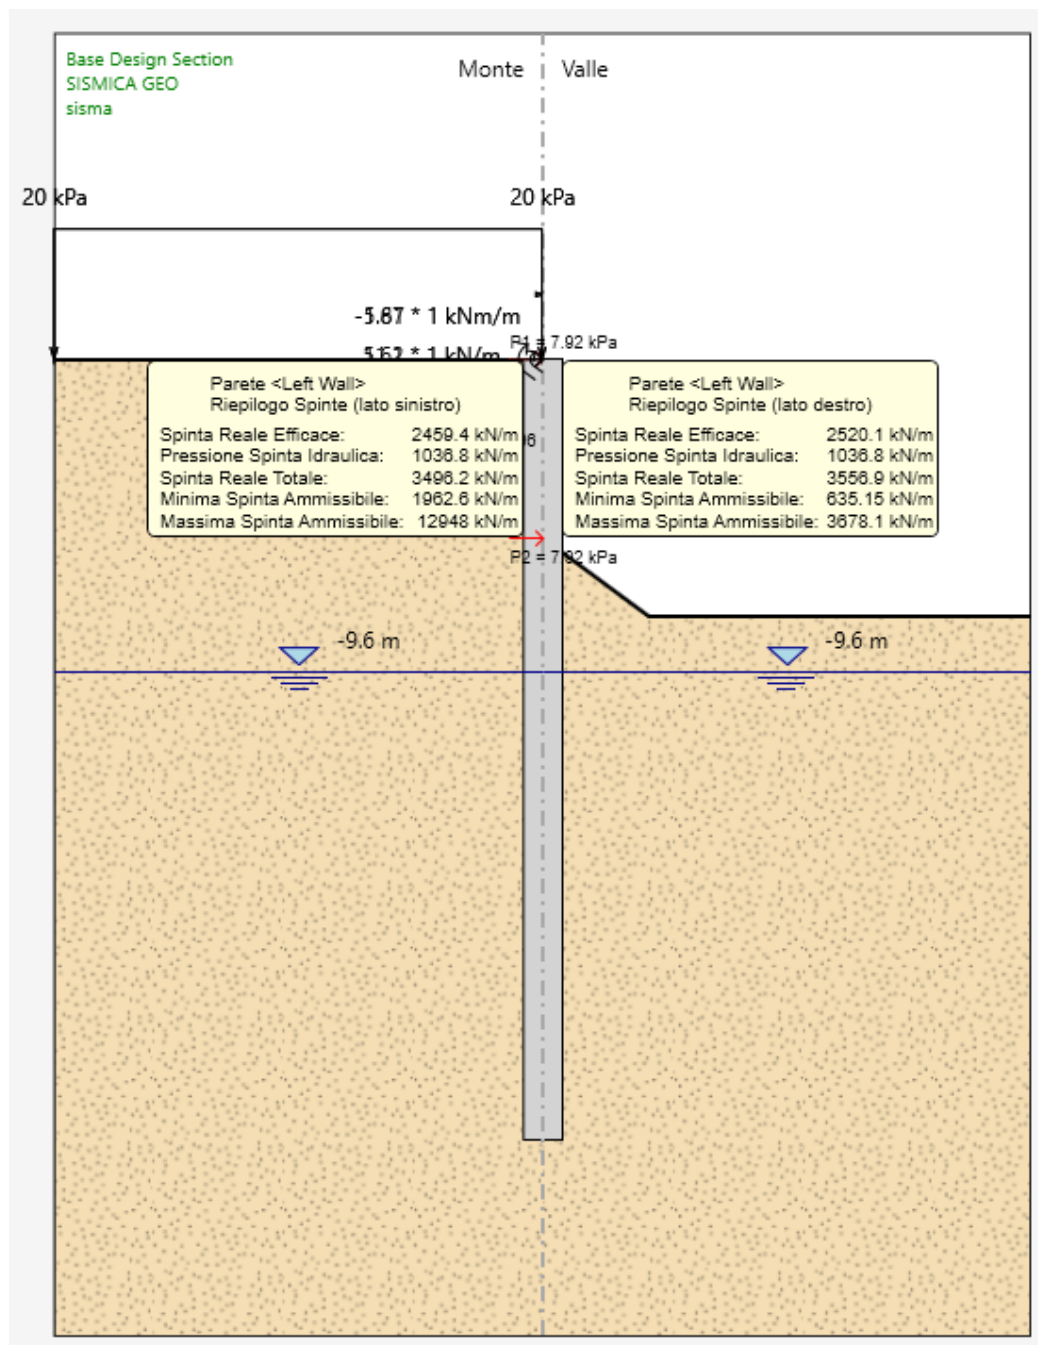 Base Design Section
SISMICA GEO
sisma
Monte
Valle
20 kPa
20 kPa
* 1 kNm/m
* 1 kN/m
P1 = 7.92 kPa
Parete <Left Wall>
Riepilogo Spinte (lato sinistro)
Spinta Reale Efficace: 2459.4 kN/m
Pressione Spinta Idraulica: 1036.8 kN/m
Spinta Reale Totale: 3496.2 kN/m
Minima Spinta Ammissibile: 1962.6 kN/m
Massima Spinta Ammissibile: 12948 kN/m
Parete <Left Wall>
Riepilogo Spinte (lato destro)
Spinta Reale Efficace: 2520.1 kN/m
Pressione Spinta Idraulica: 1036.8 kN/m
Spinta Reale Totale: 3556.9 kN/m
Minima Spinta Ammissibile: 635.15 kN/m
Massima Spinta Ammissibile: 3678.1 kN/m
P2 = 7.92 kPa
-9.6 m
-9.6 m